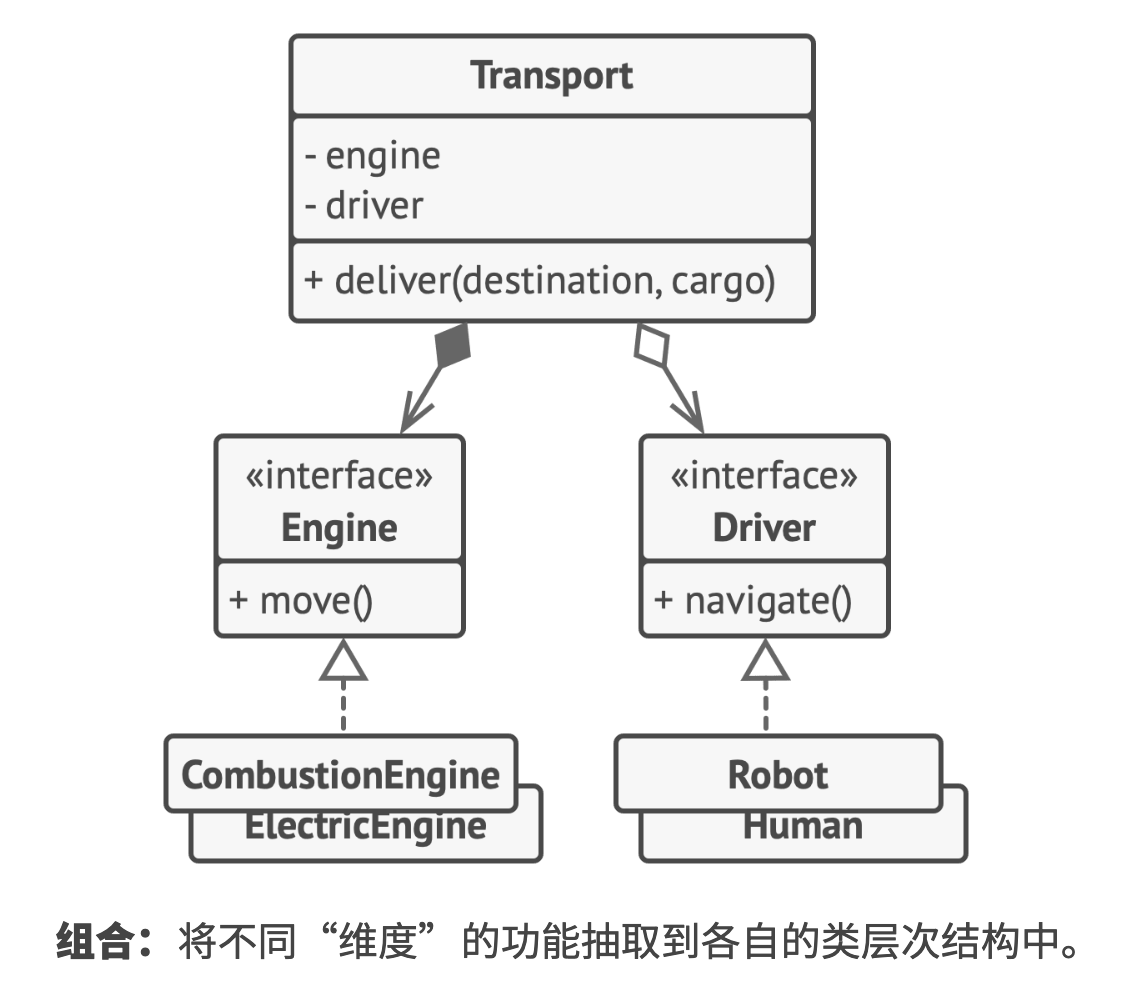 Transport
- engine
- driver
+ deliver(destination, cargo)
«interface» «interface»
Engine Driver
+ move() + navigate()
CombustionEngine Robot
ElectricEngine Human
组合：将不同“维度”的功能抽取到各自的类层次结构中。